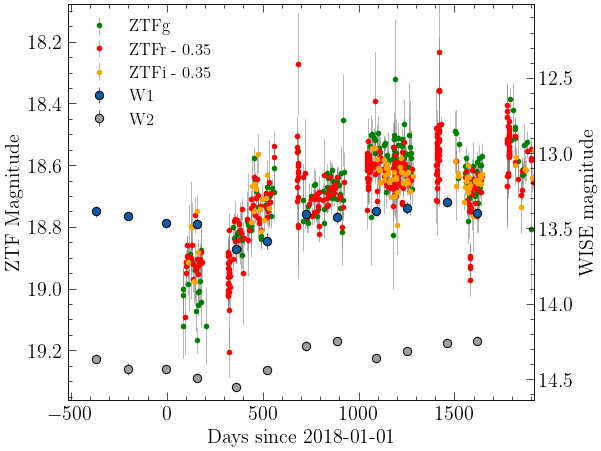 ZTFg
ZTFr - 0.35
ZTFi - 0.35
W1
W2
18.2
18.4
18.6
18.8
19.0
19.2
ZTF Magnitude
12.5
13.0
13.5
14.0
14.5
WISE magnitude
−500
0
500
1000
1500
Days since 2018-01-01